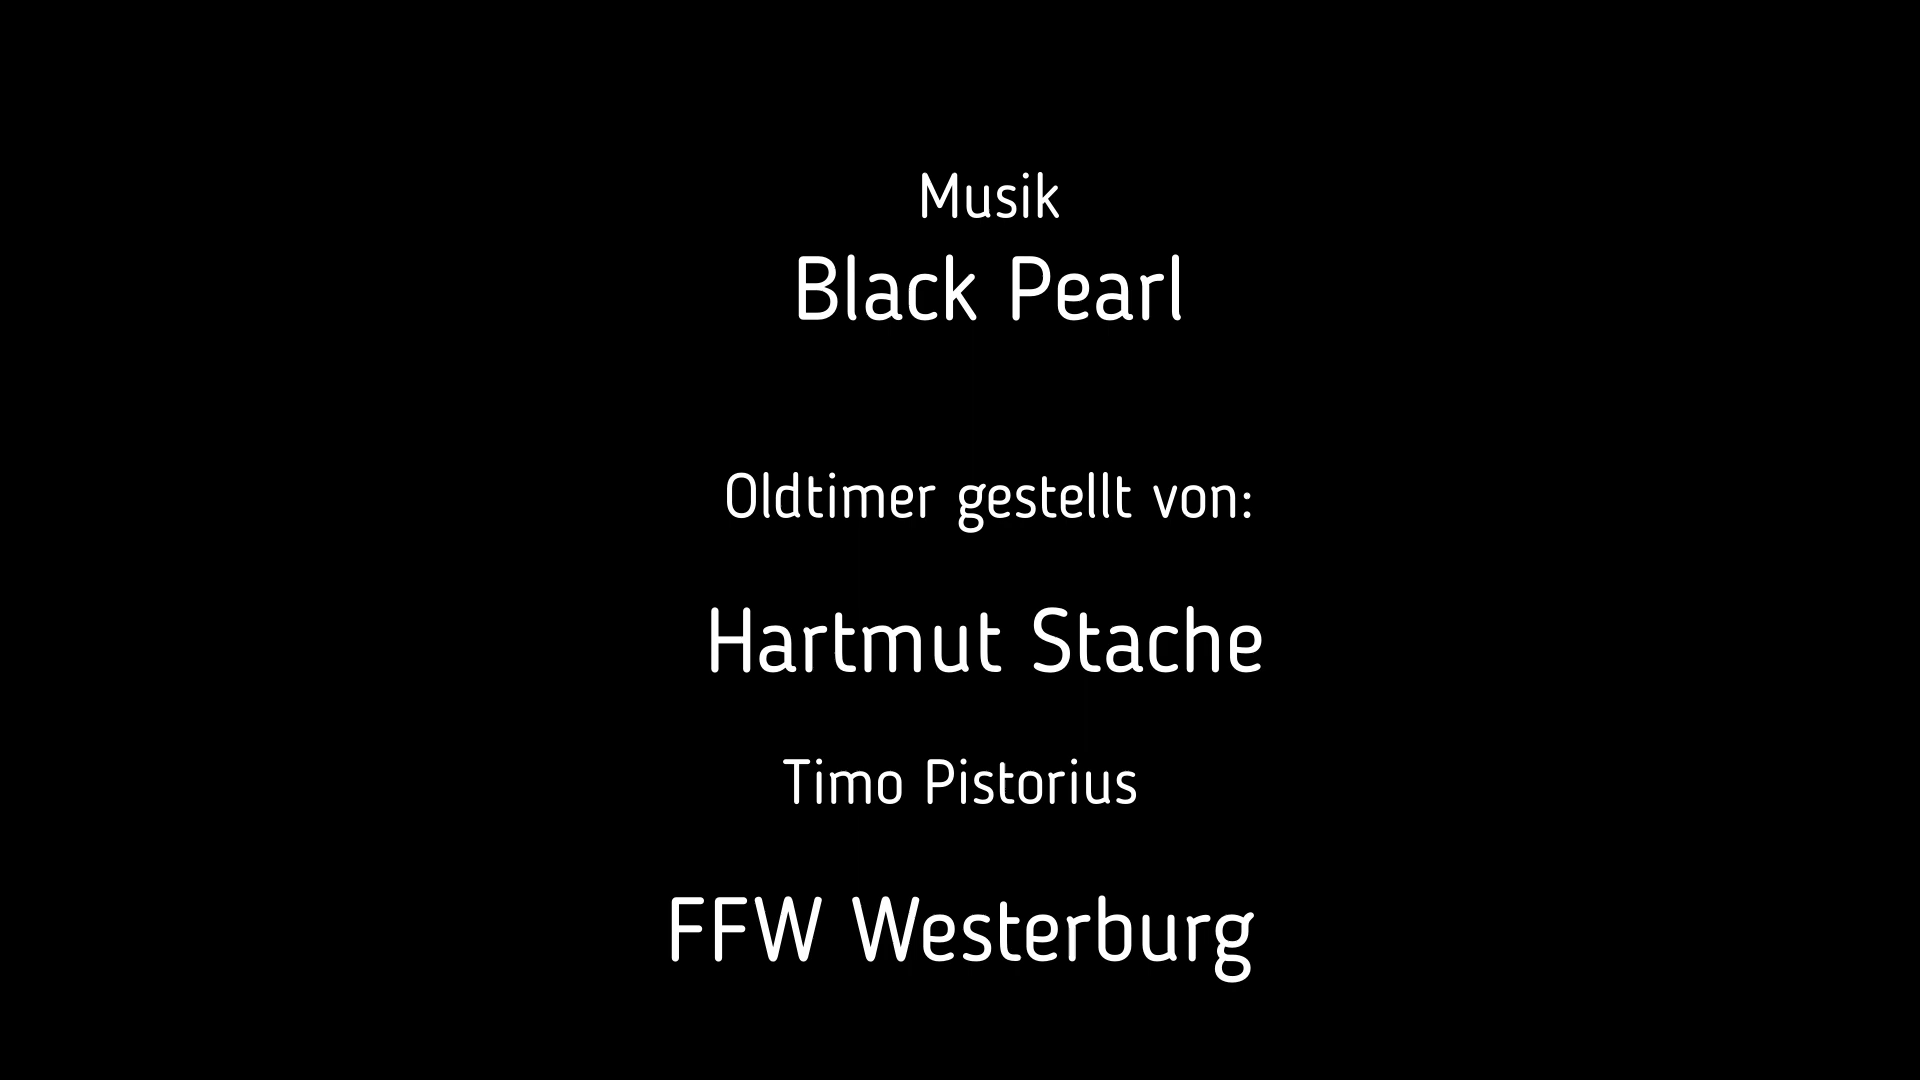 Musik
Black Pearl
Oldtimer gestellt von:
Hartmut Stache
Timo Pistorius
FFW Westerburg